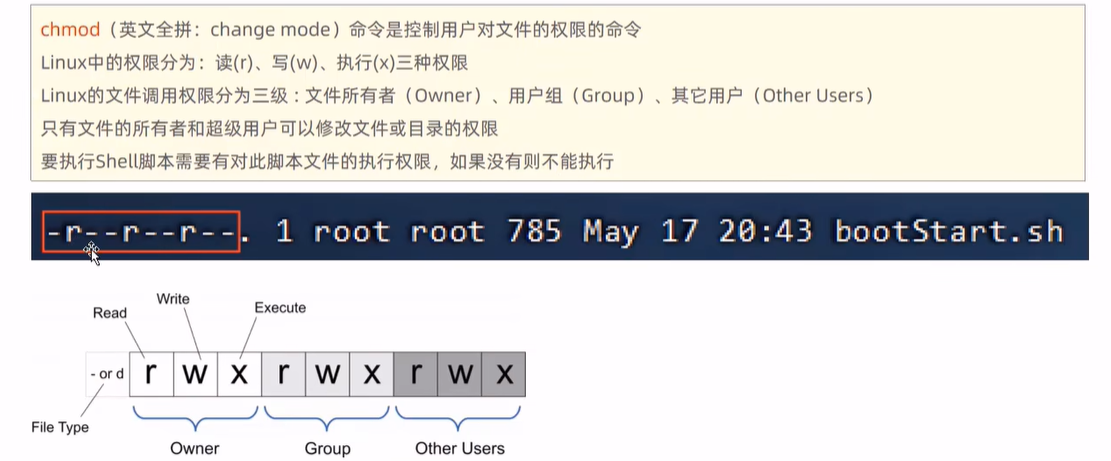 chmod（英文全拼：change mode）命令是控制用户对文件的权限的命令
Linux中的权限分为：读(r)、写(w)、执行(x)三种权限
Linux的文件调用权限分为三级 : 文件所有者（Owner）、用户组（Group）、其它用户（Other Users）
只有文件的所有者和超级用户可以修改文件或目录的权限
要执行Shell脚本需要有对此脚本文件的执行权限，如果没有则不能执行
-r--r--r--. 1 root root 785 May 17 20:43 bootStart.sh
Read
Write
Execute
- or d
r w x r w x r w x
File Type
Owner
Group
Other Users